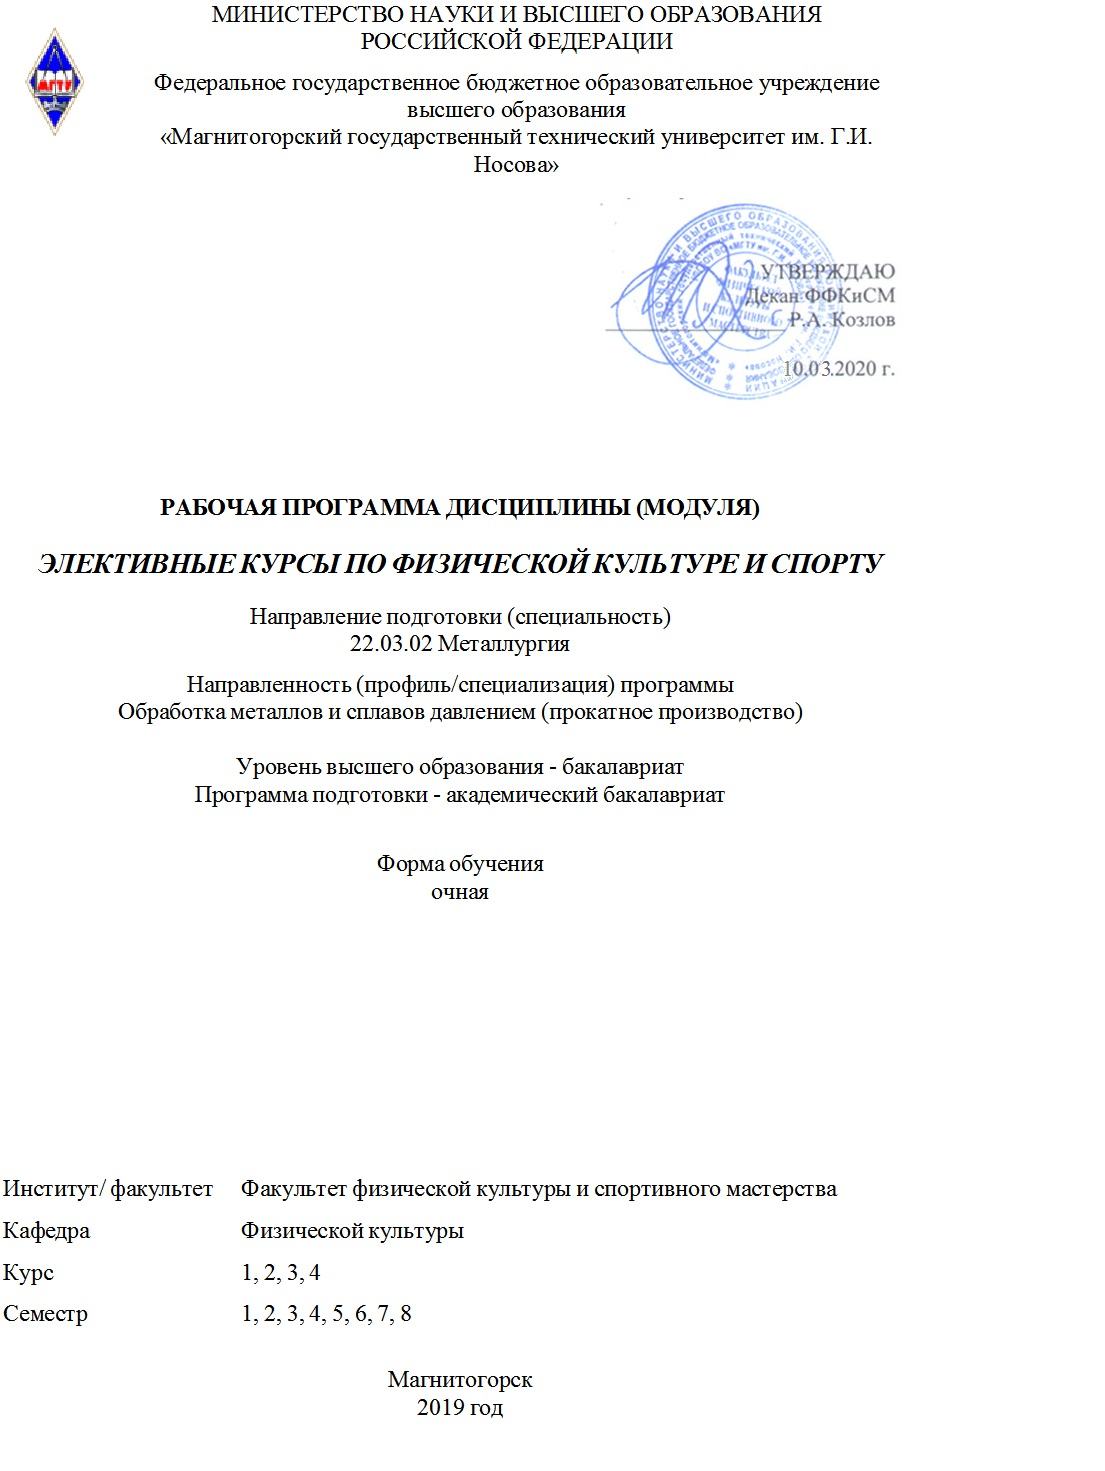 МИНИСТЕРСТВО НАУКИ И ВЫСШЕГО ОБРАЗОВАНИЯ
РОССИЙСКОЙ ФЕДЕРАЦИИ
МГТУ
Федеральное государственное бюджетное образовательное учреждение
высшего образования
«Магнитогорский государственный технический университет им. Г.И.
Носова»
УТВЕРЖДАЮ
Декан ФФКиСМ
Р.А. Козлов
10.03.2020 г.
РАБОЧАЯ ПРОГРАММА ДИСЦИПЛИНЫ (МОДУЛЯ)
ЭЛЕКТИВНЫЕ КУРСЫ ПО ФИЗИЧЕСКОЙ КУЛЬТУРЕ И СПОРТУ
Направление подготовки (специальность)
22.03.02 Металлургия
Направленность (профиль/специализация) программы
Обработка металлов и сплавов давлением (прокатное производство)
Уровень высшего образования - бакалавриат
Программа подготовки - академический бакалавриат
Форма обучения
очная
Институт/ факультет Факультет физической культуры и спортивного мастерства
Кафедра Физической культуры
Курс 1, 2, 3, 4
Семестр 1, 2, 3, 4, 5, 6, 7, 8
Магнитогорск
2019 год